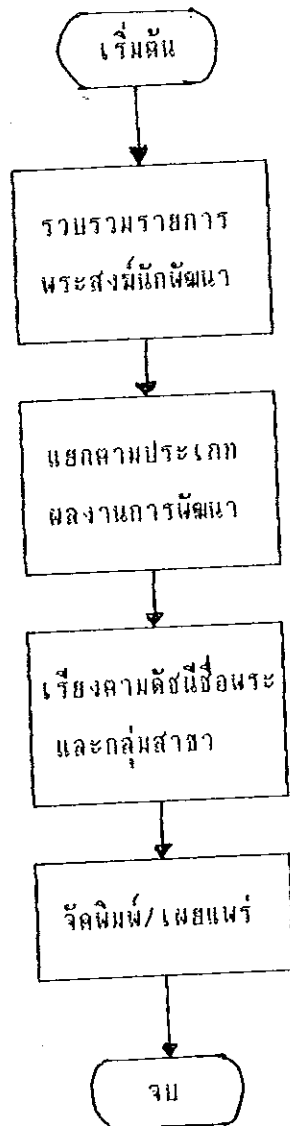 เริ่มต้น
รวบรวมรายการ
พระสงฆ์นักพัฒนา
แยกตามประเภท
ผลงานการพัฒนา
เรียงตามดัชนีชื่อพระ
และกลุ่มสาขา
จัดพิมพ์/เผยแพร่
จบ